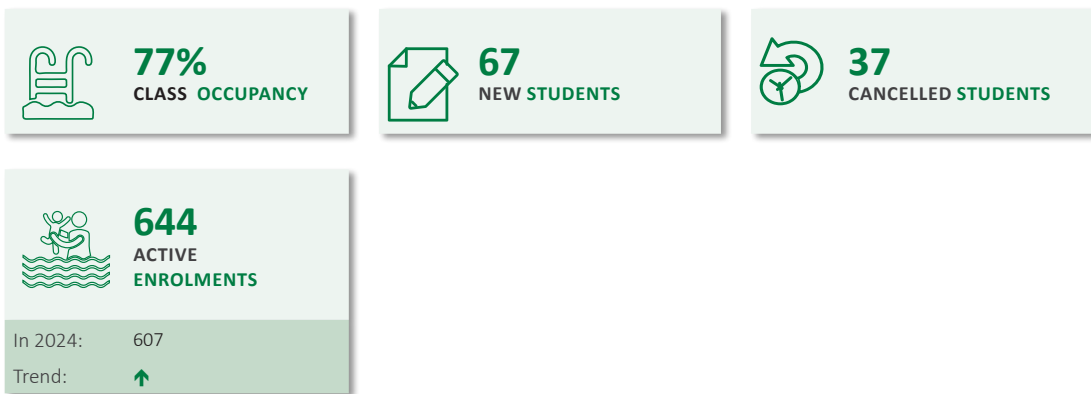 77%
CLASS OCCUPANCY
67
NEW STUDENTS
37
CANCELLED STUDENTS
644
ACTIVE
ENROLMENTS
In 2024: 607
Trend: